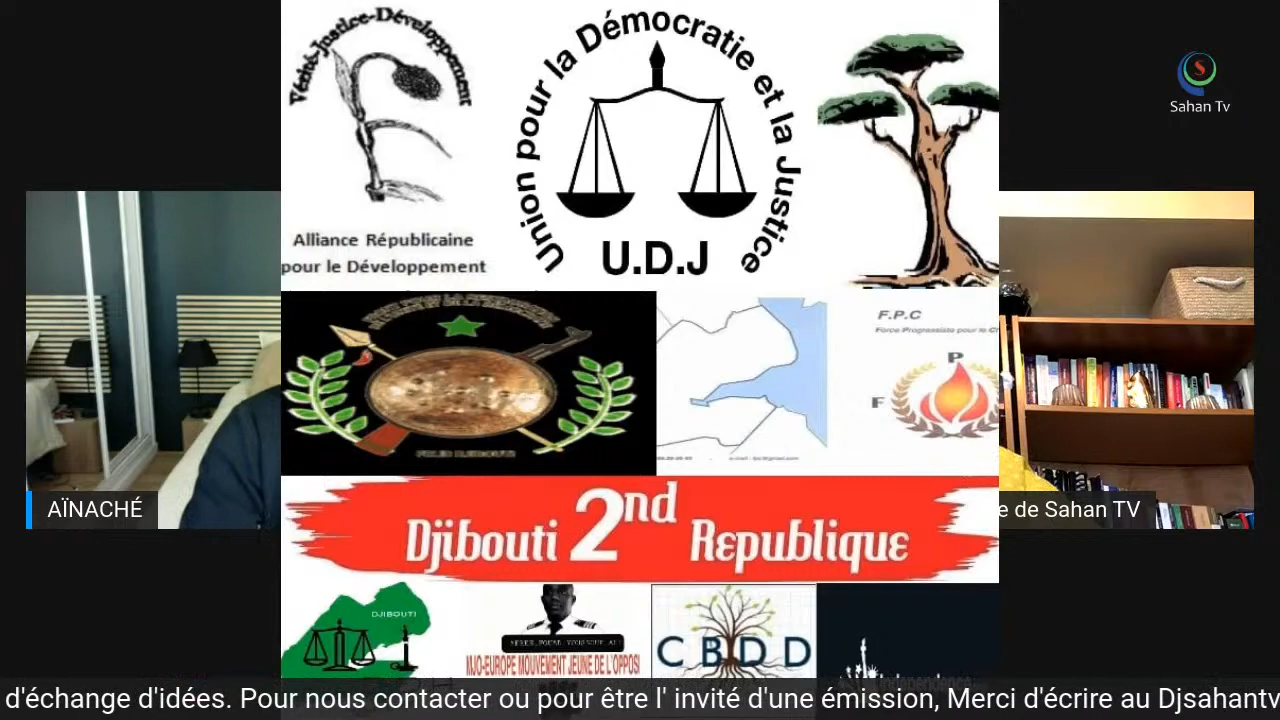 Vérité-Justice-Développement
Alliance Républicaine
pour le Développement
Union pour la Démocratie et la Justice
U.D.J
Sahan Tv
F.P.C
Force Progressiste pour le
P
F
AÏNACHÉ
e de Sahan TV
Djibouti 2nd Republique
DJIBOUTI
MJO-EUROPE MOUVEMENT JEUNE DE L'OPPOSI
CBDD
Independence
d'échange d'idées. Pour nous contacter ou pour être l' invité d'une émission, Merci d'écrire au Djsahantv